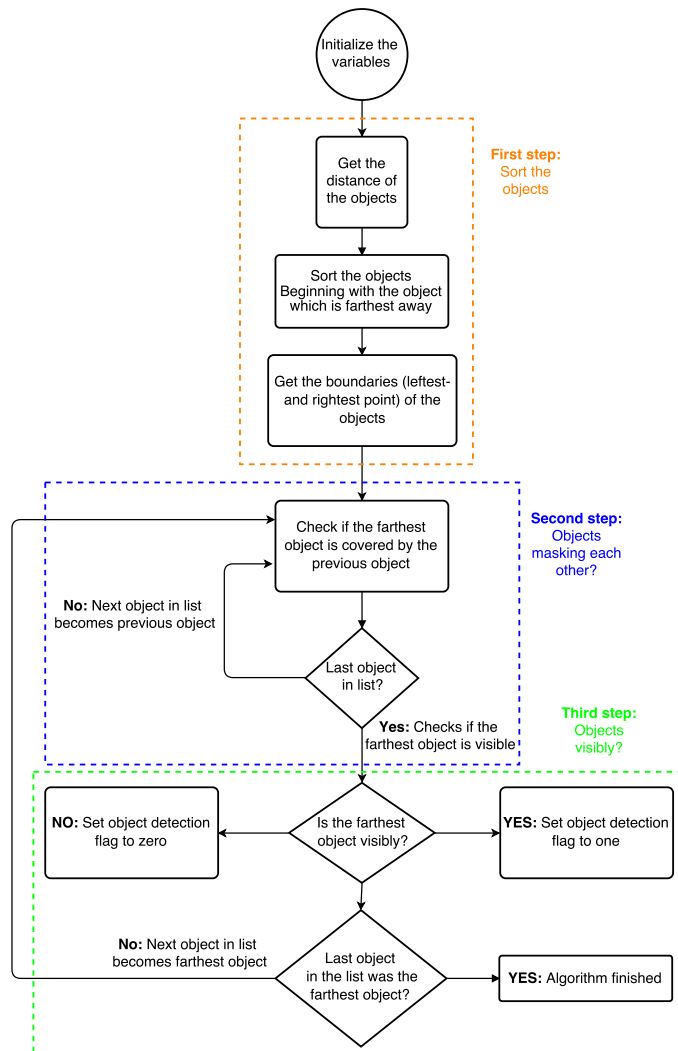 Initialize the
variables
First step:
Sort the
objects
Get the
distance of
the objects
Sort the objects
Beginning with the object
which is farthest away
Get the boundaries (leftest-
and rightest point) of the
objects
Second step:
Objects
masking each
other?
Check if the farthest
object is covered by the
previous object
No: Next object in list
becomes previous object
Last object
in list?
Yes: Checks if the
farthest object is visible
Third step:
Objects
visibly?
NO: Set object detection
flag to zero
Is the farthest
object visibly?
YES: Set object detection
flag to one
No: Next object in list
becomes farthest object
Last object
in the list was the
farthest object?
YES: Algorithm finished